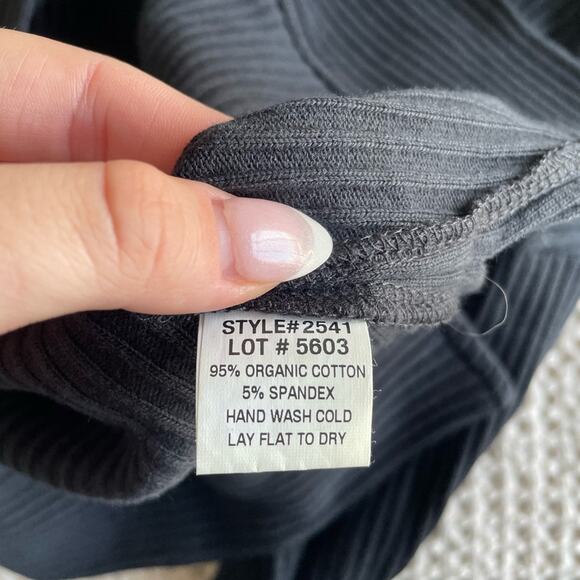 STYLE#2541
LOT # 5603
95% ORGANIC COTTON
5% SPANDEX
HAND WASH COLD
LAY FLAT TO DRY